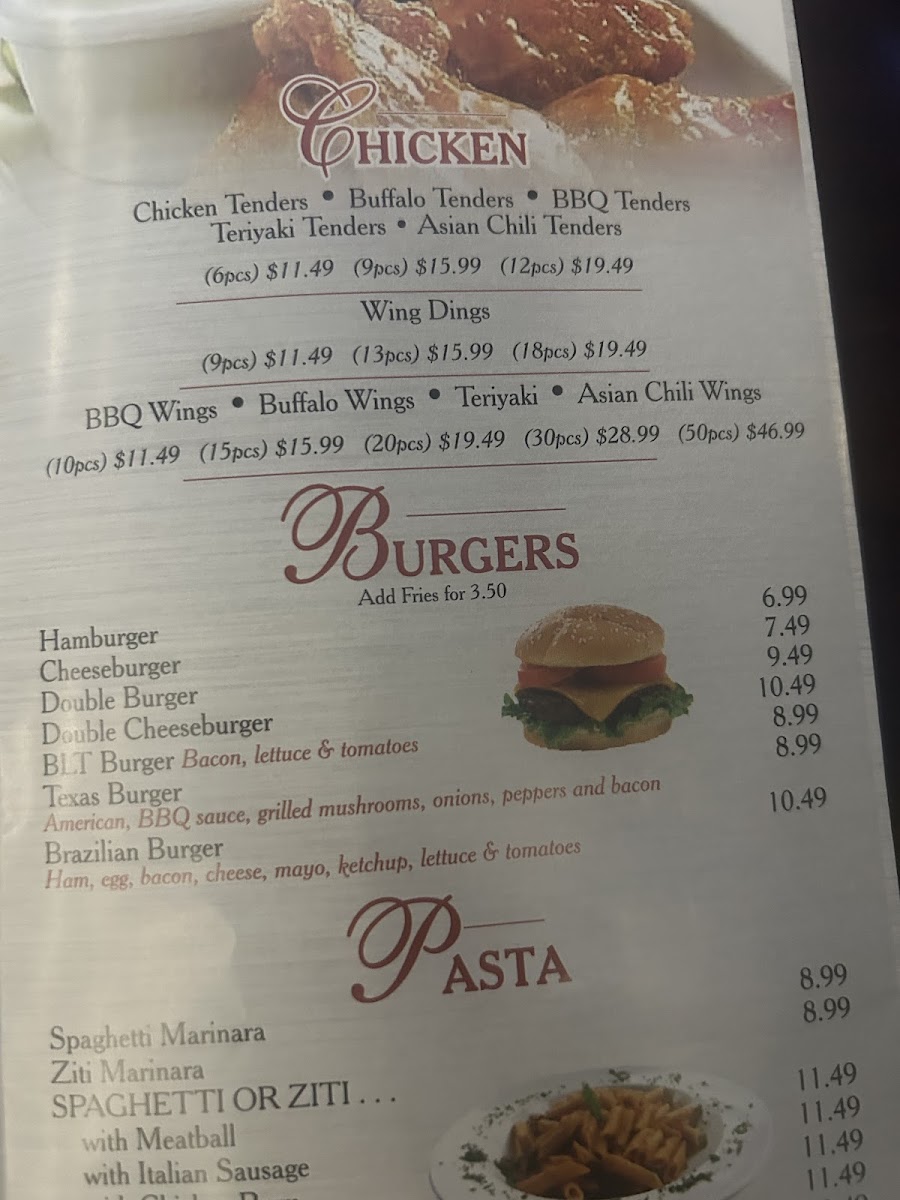 CHICKEN
Chicken Tenders • Buffalo Tenders • BBQ Tenders
Teriyaki Tenders • Asian Chili Tenders
(6pcs) $11.49 (9pcs) $15.99 (12pcs) $19.49
Wing Dings
(9pcs) $11.49 (13pcs) $15.99 (18pcs) $19.49
BBQ Wings • Buffalo Wings • Teriyaki • Asian Chili Wings
(10pcs) $11.49 (15pcs) $15.99 (20pcs) $19.49 (30pcs) $28.99 (50pcs) $46.99
BURGERS
Add Fries for 3.50
Hamburger 6.99
Cheeseburger 7.49
Double Burger 9.49
Double Cheeseburger 10.49
BLT Burger Bacon, lettuce & tomatoes 8.99
Texas Burger 8.99
American, BBQ sauce, grilled mushrooms, onions, peppers and bacon
Brazilian Burger 10.49
Ham, egg, bacon, cheese, mayo, ketchup, lettuce & tomatoes
PASTA
Spaghetti Marinara 8.99
Ziti Marinara 8.99
SPAGHETTI OR ZITI . . .
with Meatball 11.49
with Italian Sausage 11.49
11.49
11.49